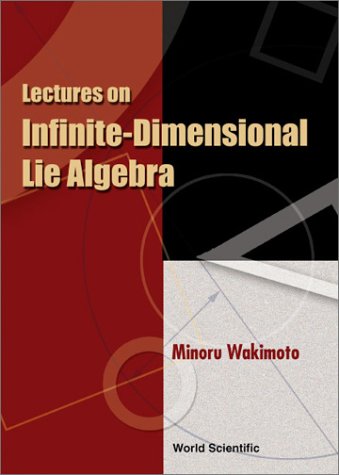 Lectures on
Infinite-Dimensional
Lie Algebra
Minoru Wakimoto
World Scientific